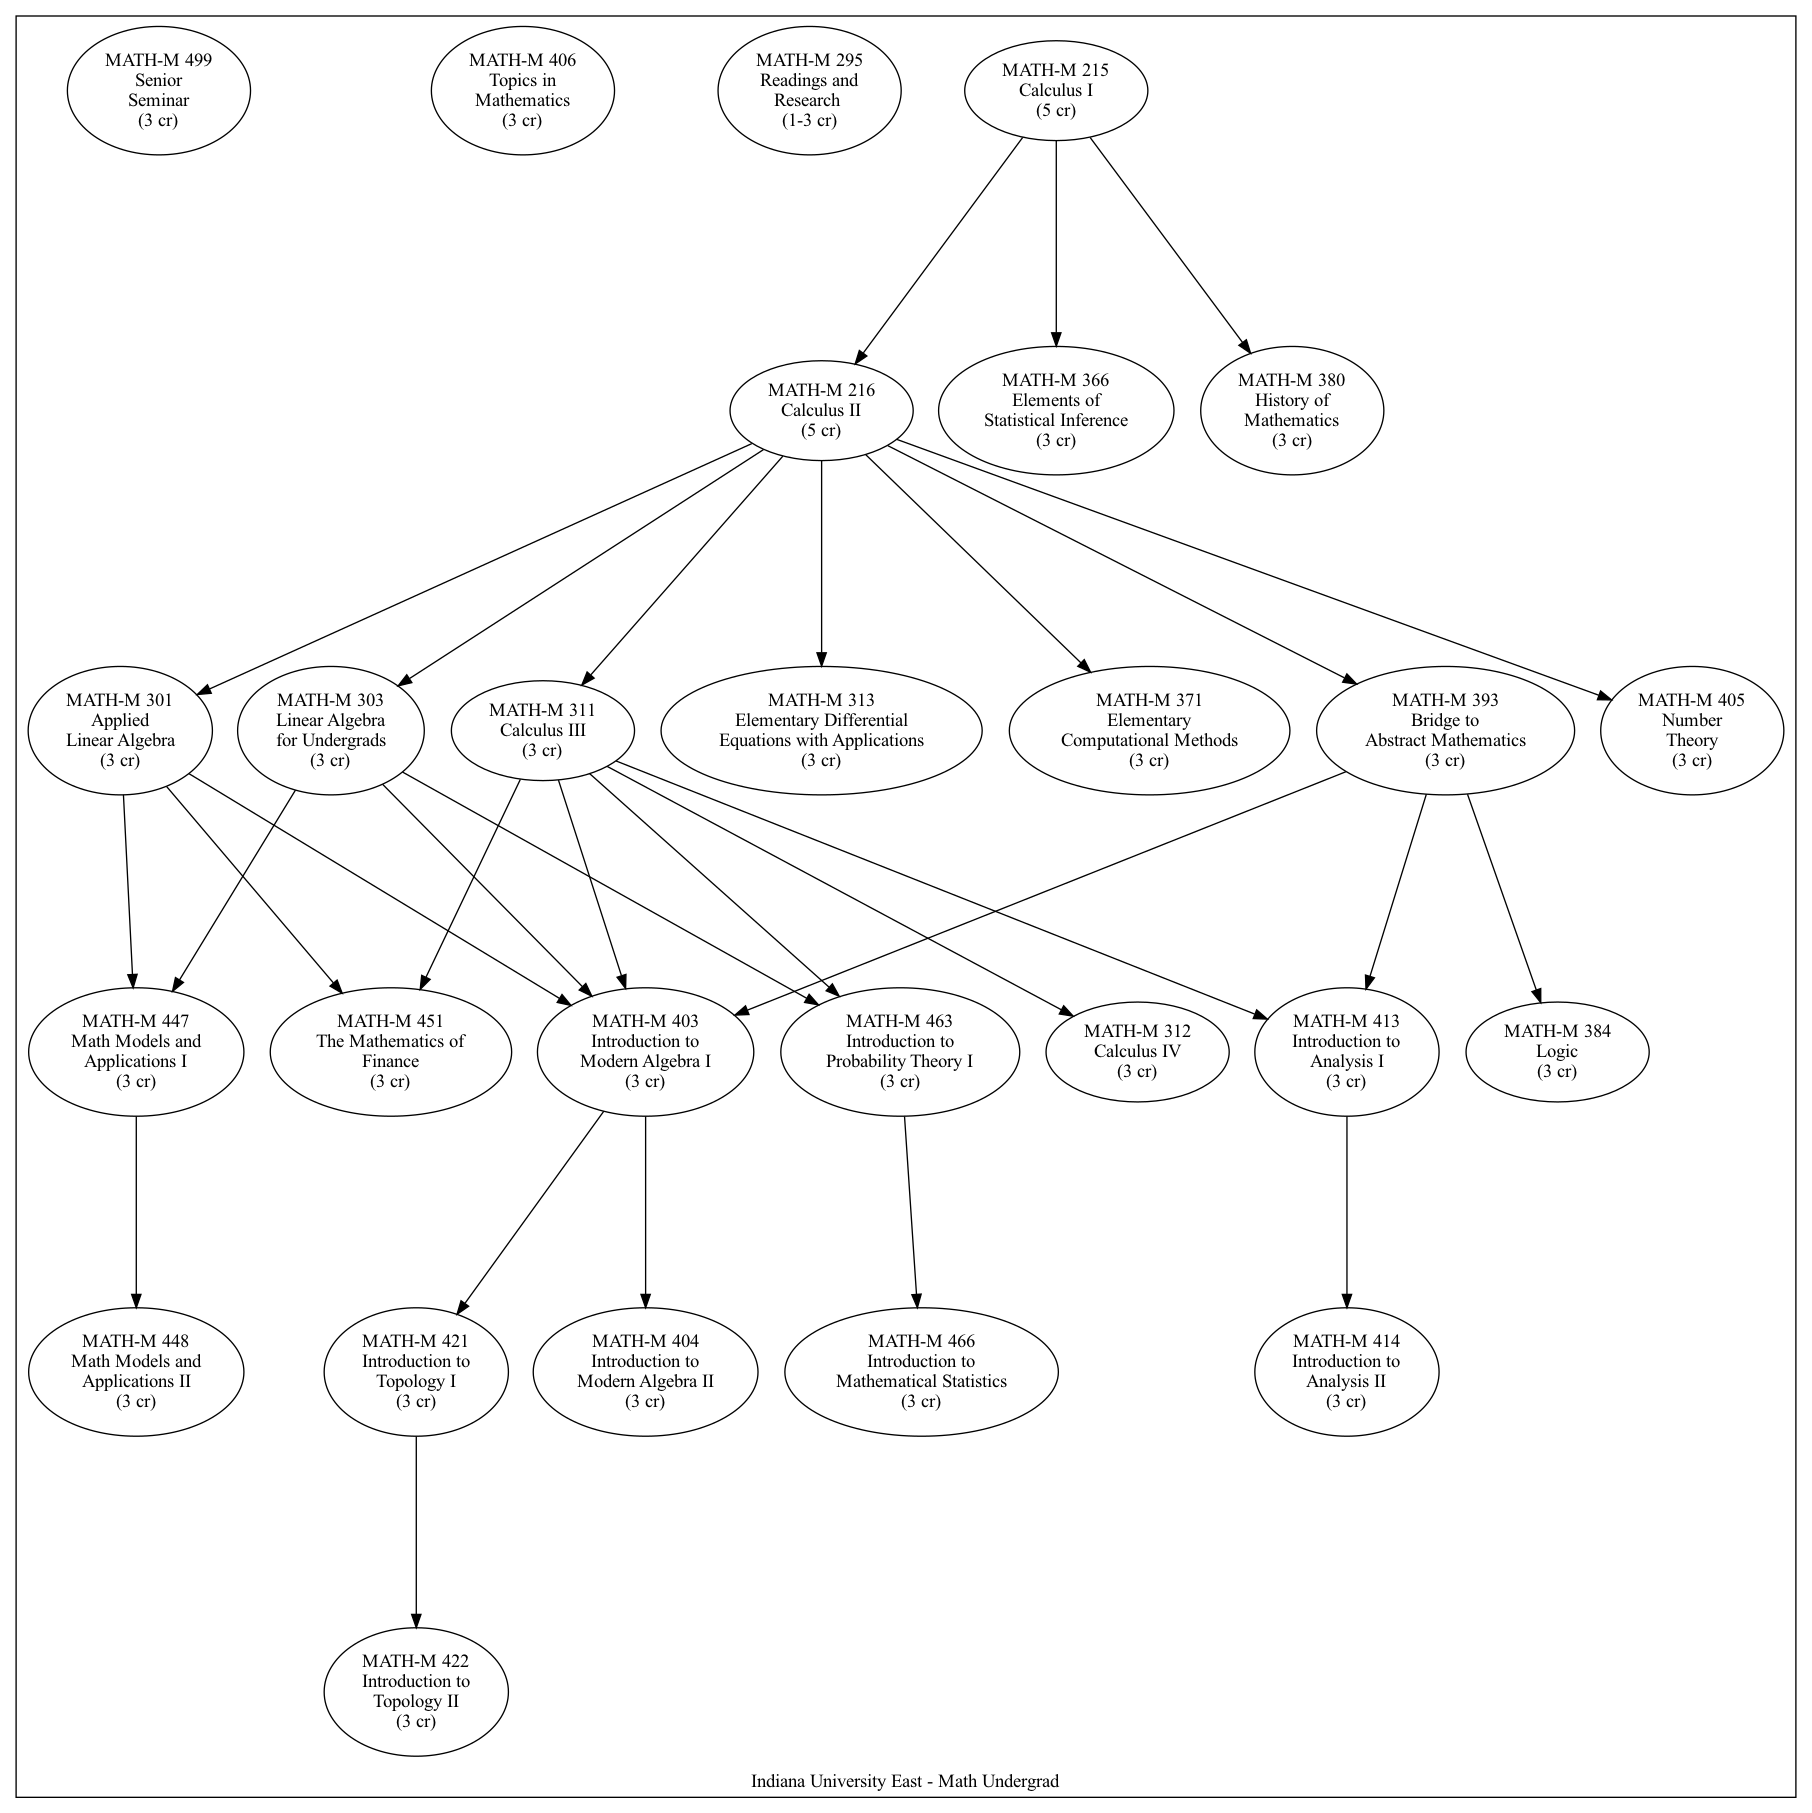 MATH-M 499
Senior
Seminar
(3 cr)
MATH-M 406
Topics in
Mathematics
(3 cr)
MATH-M 295
Readings and
Research
(1-3 cr)
MATH-M 215
Calculus I
(5 cr)
MATH-M 216
Calculus II
(5 cr)
MATH-M 366
Elements of
Statistical Inference
(3 cr)
MATH-M 380
History of
Mathematics
(3 cr)
MATH-M 301
Applied
Linear Algebra
(3 cr)
MATH-M 303
Linear Algebra
for Undergrads
(3 cr)
MATH-M 311
Calculus III
(3 cr)
MATH-M 313
Elementary Differential
Equations with Applications
(3 cr)
MATH-M 371
Elementary
Computational Methods
(3 cr)
MATH-M 393
Bridge to
Abstract Mathematics
(3 cr)
MATH-M 405
Number
Theory
(3 cr)
MATH-M 447
Math Models and
Applications I
(3 cr)
MATH-M 451
The Mathematics of
Finance
(3 cr)
MATH-M 403
Introduction to
Modern Algebra I
(3 cr)
MATH-M 463
Introduction to
Probability Theory I
(3 cr)
MATH-M 312
Calculus IV
(3 cr)
MATH-M 413
Introduction to
Analysis I
(3 cr)
MATH-M 384
Logic
(3 cr)
MATH-M 448
Math Models and
Applications II
(3 cr)
MATH-M 421
Introduction to
Topology I
(3 cr)
MATH-M 404
Introduction to
Modern Algebra II
(3 cr)
MATH-M 466
Introduction to
Mathematical Statistics
(3 cr)
MATH-M 414
Introduction to
Analysis II
(3 cr)
MATH-M 422
Introduction to
Topology II
(3 cr)
Indiana University East - Math Undergrad